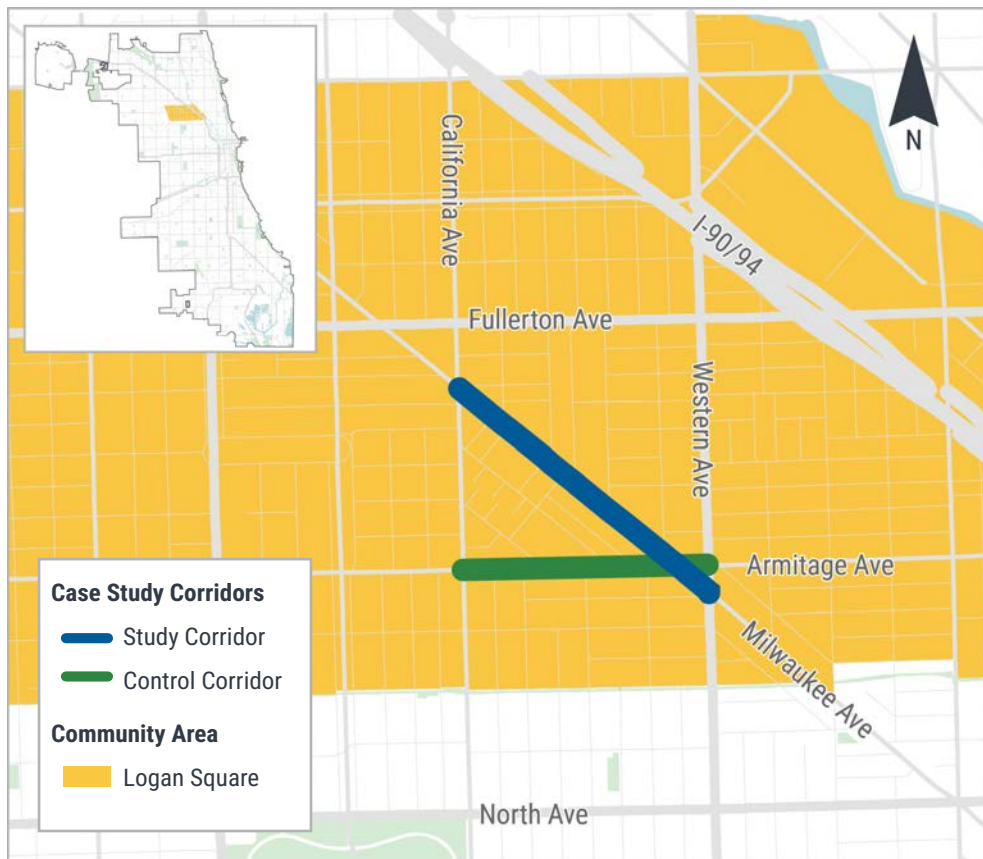 N
California Ave
I-90/94
Fullerton Ave
Western Ave
Armitage Ave
Milwaukee Ave
North Ave
Case Study Corridors
Study Corridor
Control Corridor
Community Area
Logan Square